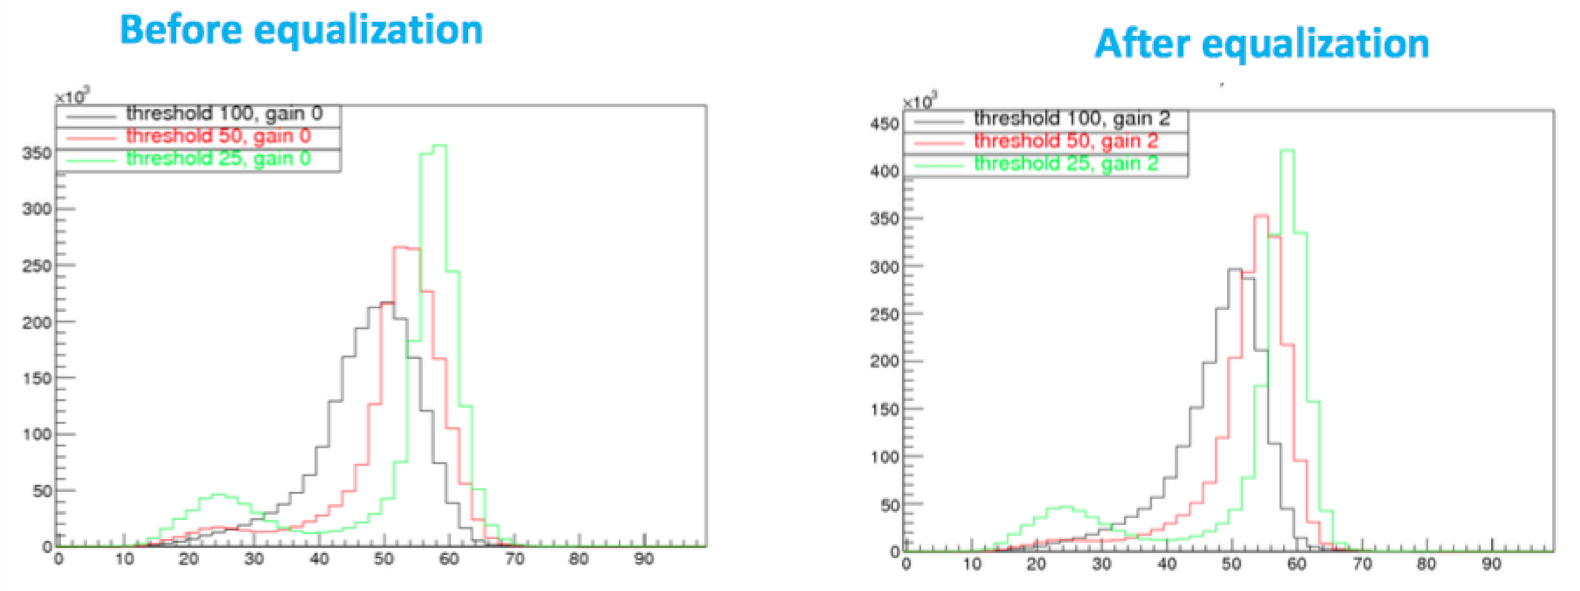 Before equalization
After equalization
×10³
threshold 100, gain 0
threshold 50, gain 0
threshold 25, gain 0
350
300
250
200
150
100
50
0
0 10 20 30 40 50 60 70 80 90
×10³
threshold 100, gain 2
threshold 50, gain 2
threshold 25, gain 2
450
400
350
300
250
200
150
100
50
0
0 10 20 30 40 50 60 70 80 90